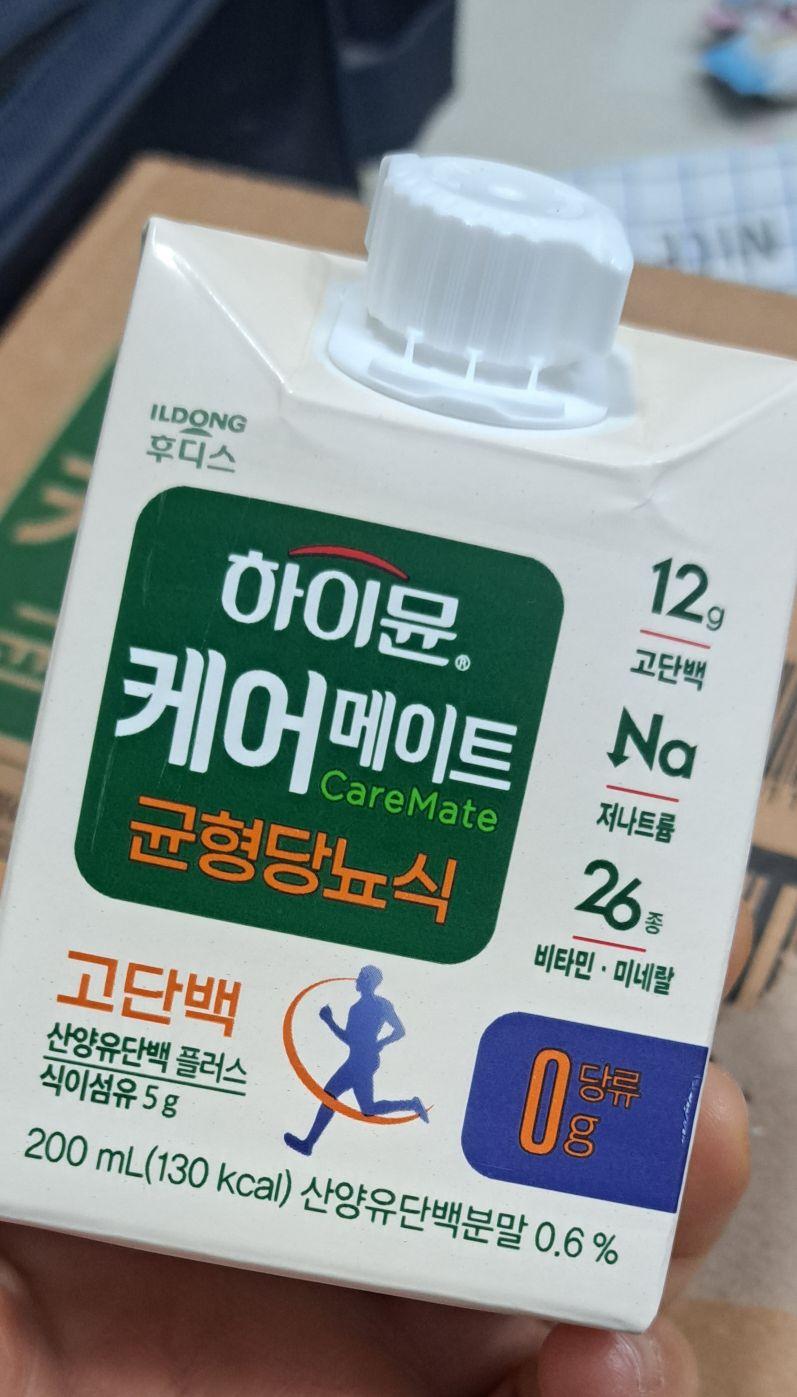 ILDONG
후디스
하이뮨®
케어메이트
CareMate
균형당뇨식
12g
고단백
Na
저나트륨
26종
비타민·미네랄
고단백
산양유단백 플러스
식이섬유 5 g
0g 당류
200 mL(130 kcal) 산양유단백분말 0.6 %